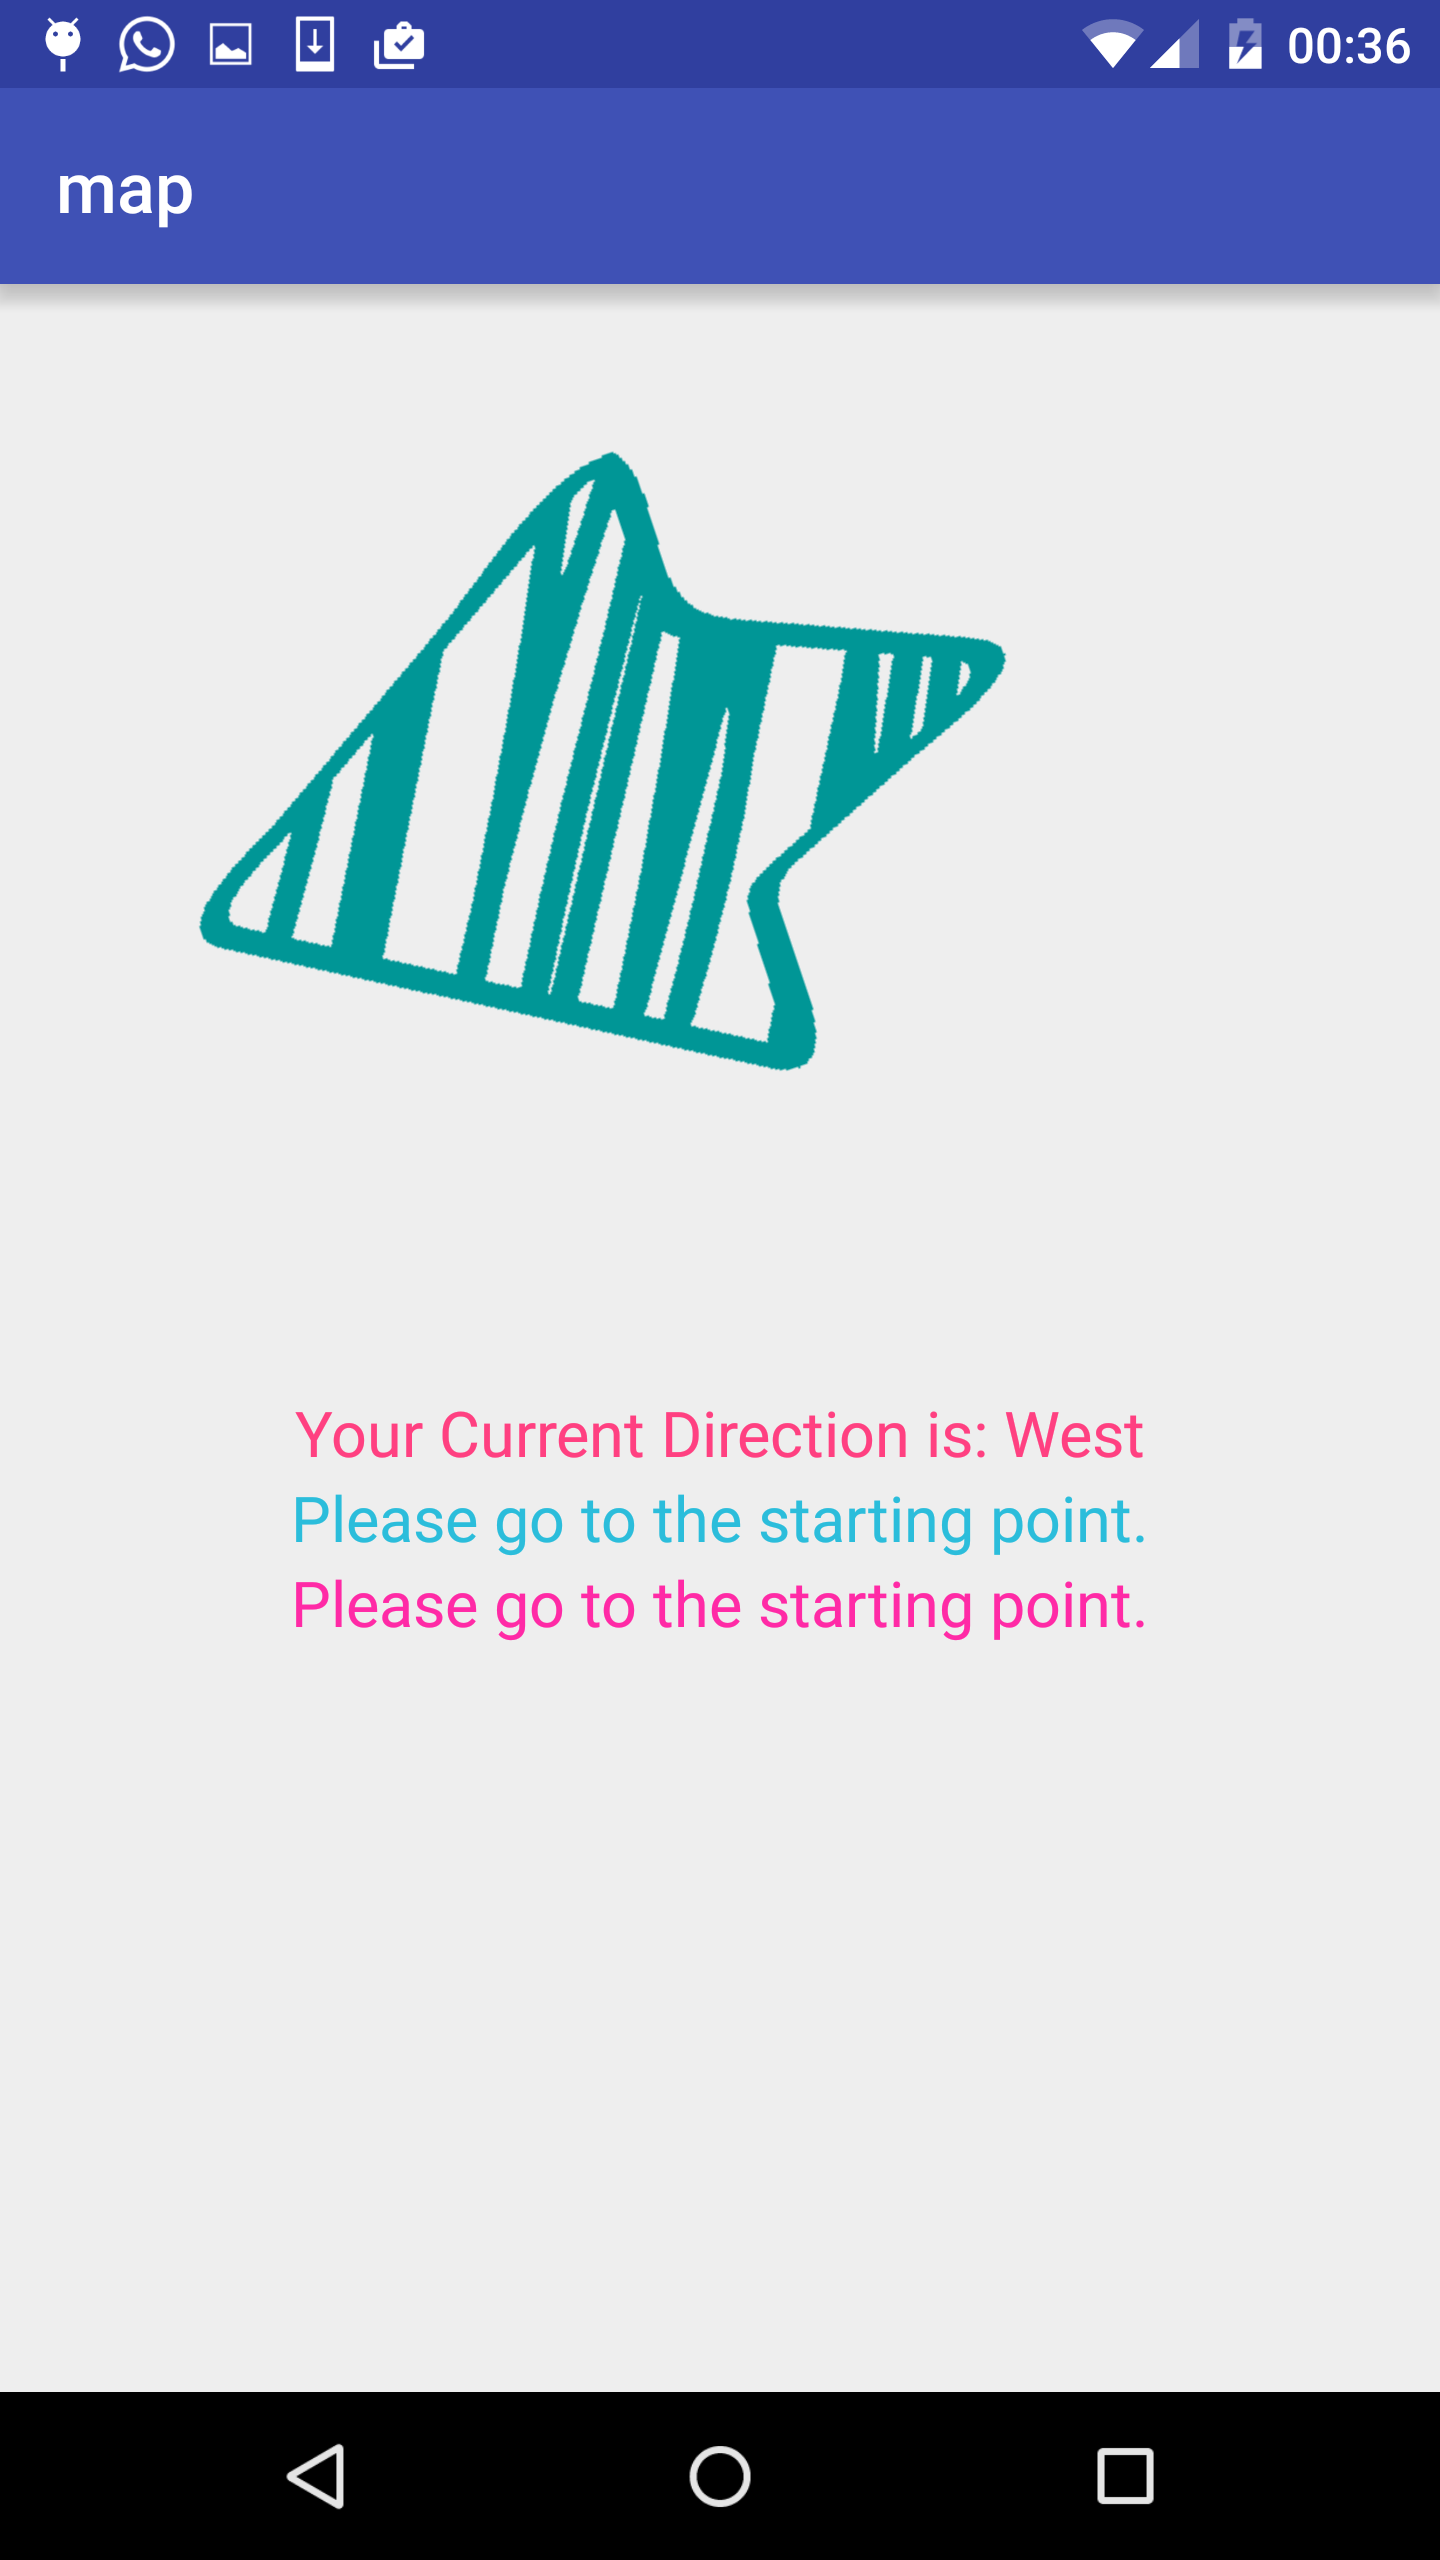 00:36
map
Your Current Direction is: West
Please go to the starting point.
Please go to the starting point.